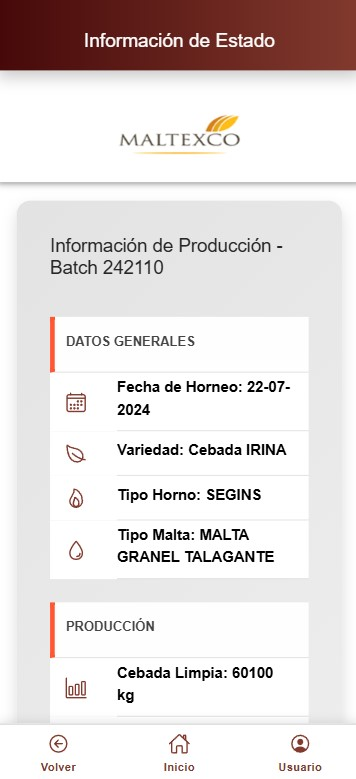 Información de Estado
MALTEXCO
Información de Producción -
Batch 242110
DATOS GENERALES
Fecha de Horneo: 22-07-
2024
Variedad: Cebada IRINA
Tipo Horno: SEGINS
Tipo Malta: MALTA
GRANEL TALAGANTE
PRODUCCIÓN
Cebada Limpia: 60100
kg
Volver Inicio Usuario